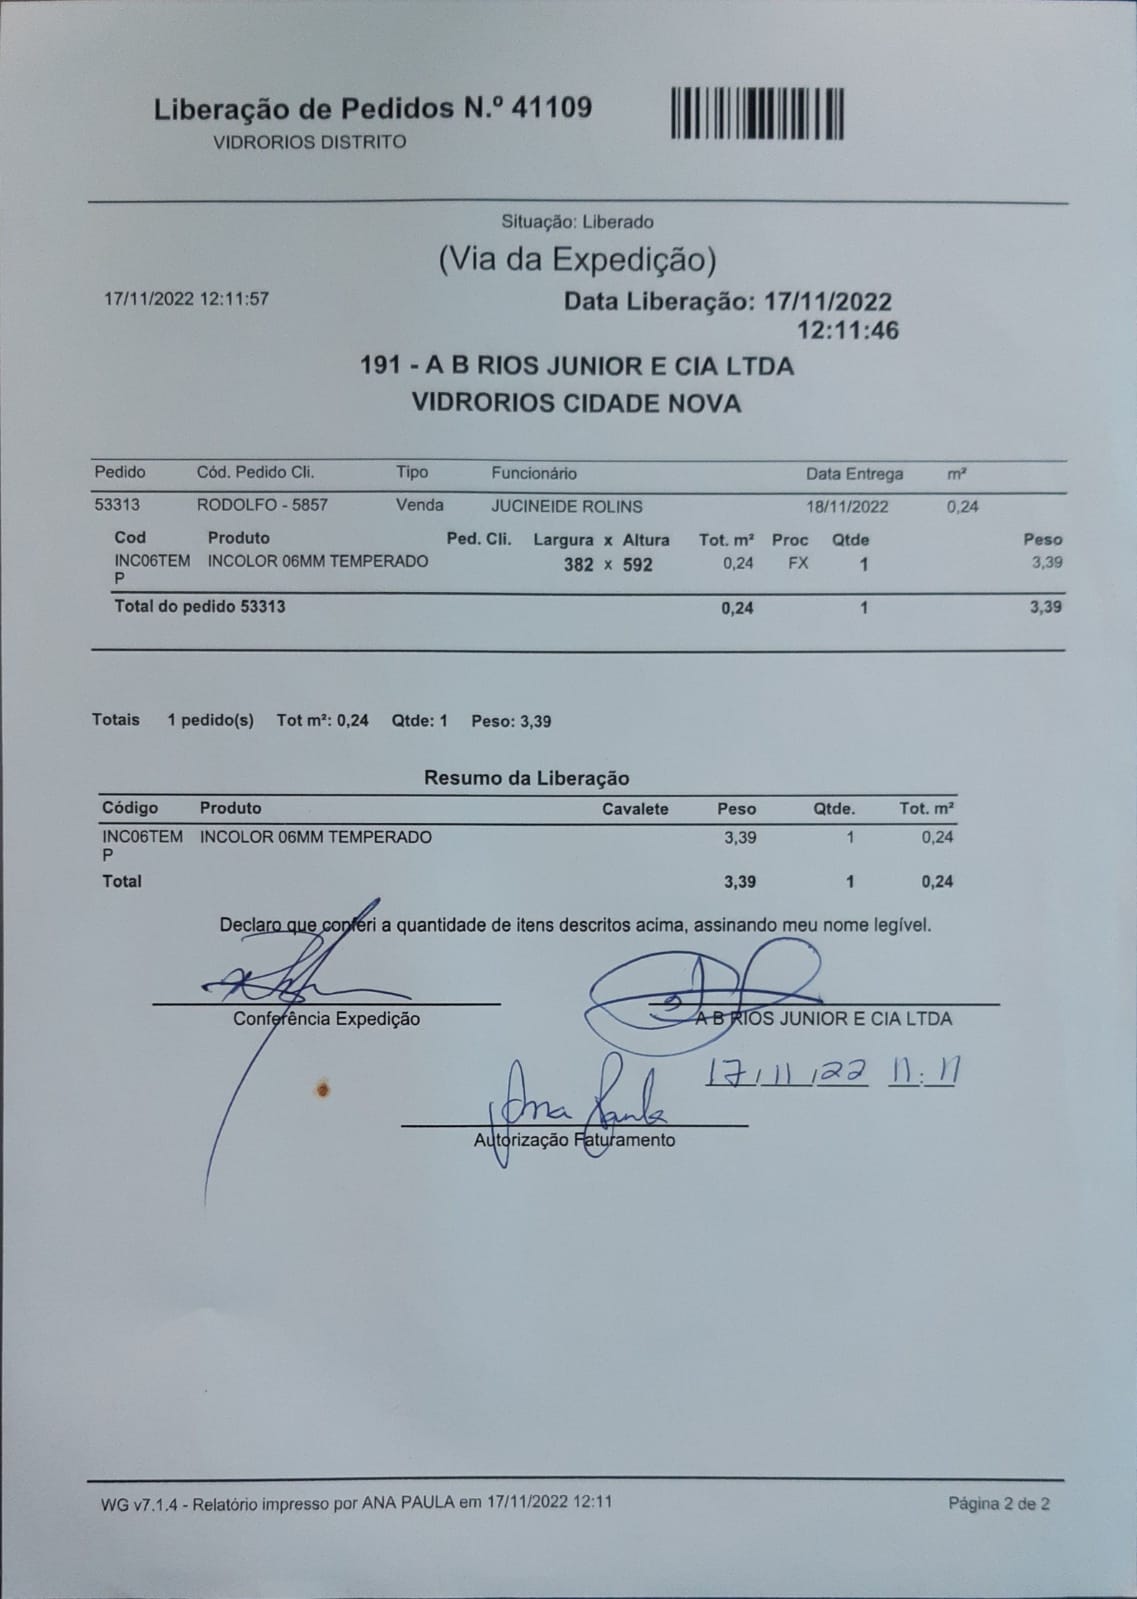 Liberação de Pedidos N.º 41109
VIDRORIOS DISTRITO
Situação: Liberado
(Via da Expedição)
17/11/2022 12:11:57
Data Liberação: 17/11/2022
12:11:46
191 - A B RIOS JUNIOR E CIA LTDA
VIDRORIOS CIDADE NOVA
Pedido Cód. Pedido Cli. Tipo Funcionário Data Entrega m²
53313 RODOLFO - 5857 Venda JUCINEIDE ROLINS 18/11/2022 0,24
Cod Produto Ped. Cli. Largura x Altura Tot. m² Proc Qtde Peso
INC06TEM INCOLOR 06MM TEMPERADO 382 x 592 0,24 FX 1 3,39
P
Total do pedido 53313 0,24 1 3,39
Totais 1 pedido(s) Tot m²: 0,24 Qtde: 1 Peso: 3,39
Resumo da Liberação
Código Produto Cavalete Peso Qtde. Tot. m²
INC06TEM INCOLOR 06MM TEMPERADO 3,39 1 0,24
P
Total 3,39 1 0,24
Declaro que conferi a quantidade de itens descritos acima, assinando meu nome legível.
Conferência Expedição A B RIOS JUNIOR E CIA LTDA
17/11/22 11:11
Ana Paula
Autorização Faturamento
WG v7.1.4 - Relatório impresso por ANA PAULA em 17/11/2022 12:11 Página 2 de 2